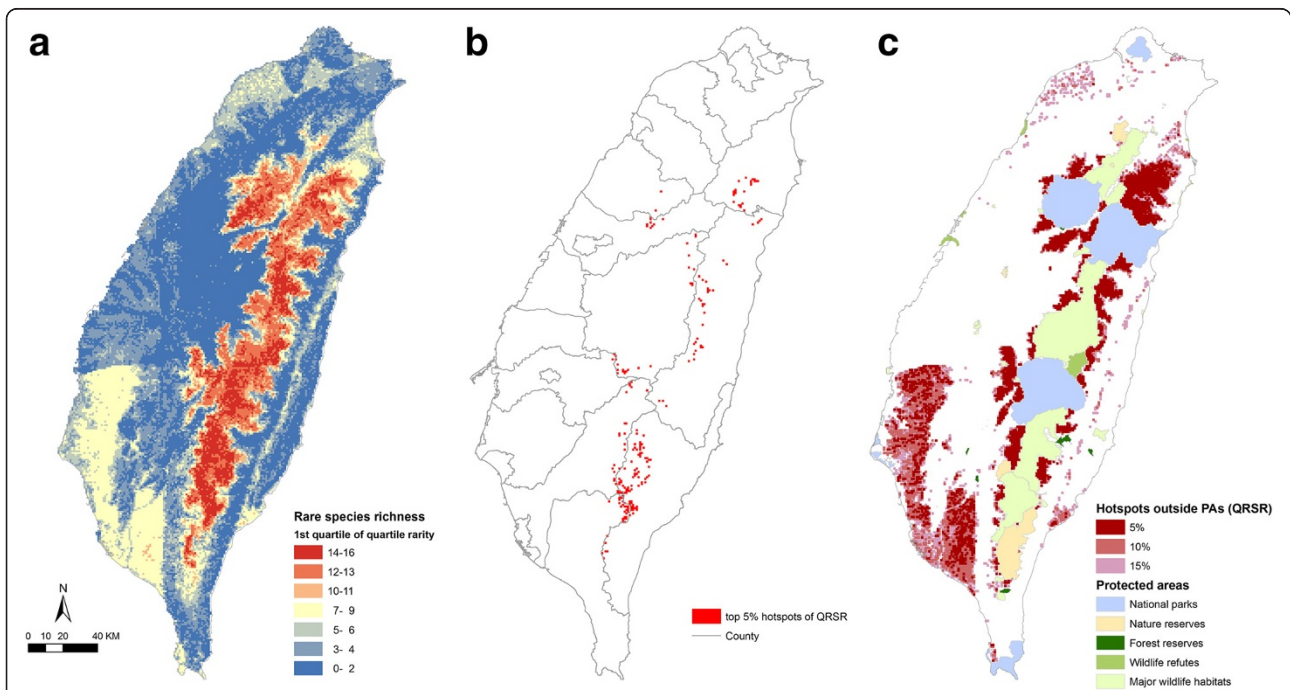 a
b
c
Rare species richness
1st quartile of quartile rarity
14-16
12-13
10-11
7- 9
5- 6
3- 4
0- 2
N
0 10 20 40 KM
top 5% hotspots of QRSR
County
Hotspots outside PAs (QRSR)
5%
10%
15%
Protected areas
National parks
Nature reserves
Forest reserves
Wildlife refutes
Major wildlife habitats